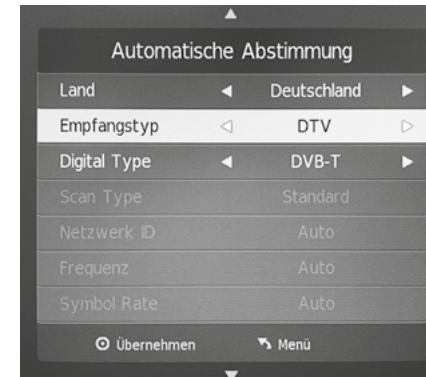 Automatische Abstimmung
Land Deutschland
Empfangstyp DTV
Digital Type DVB-T
Scan Type Standard
Netzwerk ID Auto
Frequenz Auto
Symbol Rate Auto
Übernehmen Menü